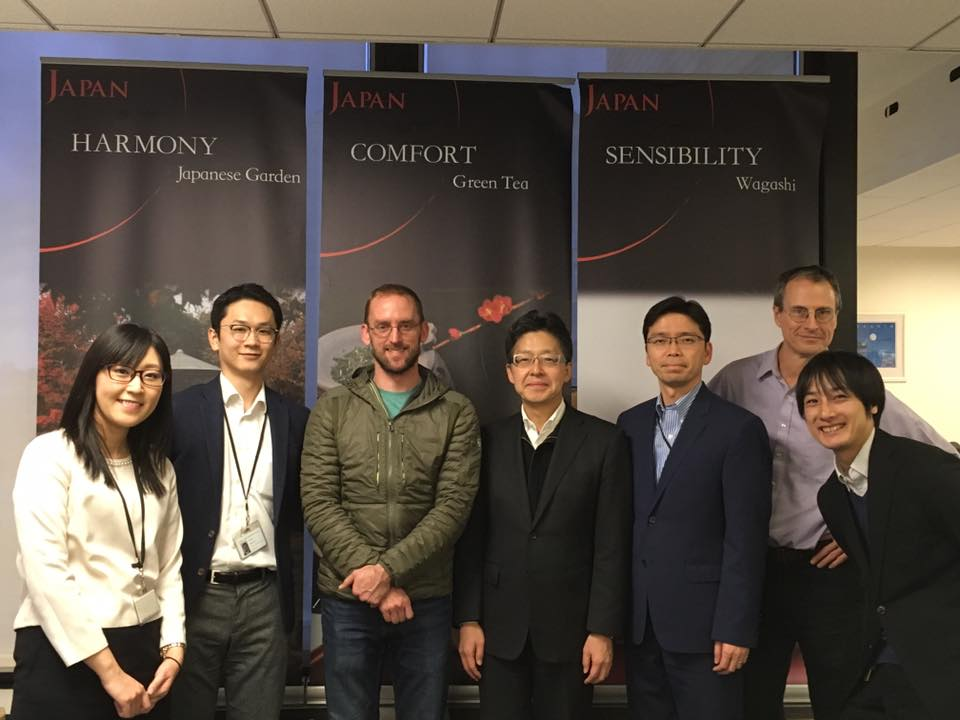 JAPAN
HARMONY
Japanese Garden
JAPAN
COMFORT
Green Tea
JAPAN
SENSIBILITY
Wagashi